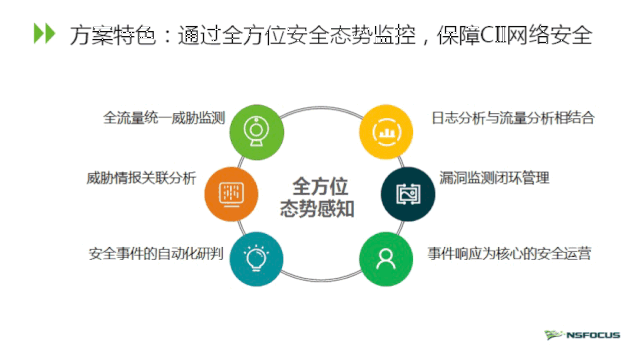 方案特色：通过全方位安全态势监控，保障CII网络安全
全流量统一威胁监测
日志分析与流量分析相结合
威胁情报关联分析
漏洞监测闭环管理
全方位
态势感知
安全事件的自动化研判
事件响应为核心的安全运营
NSFOCUS